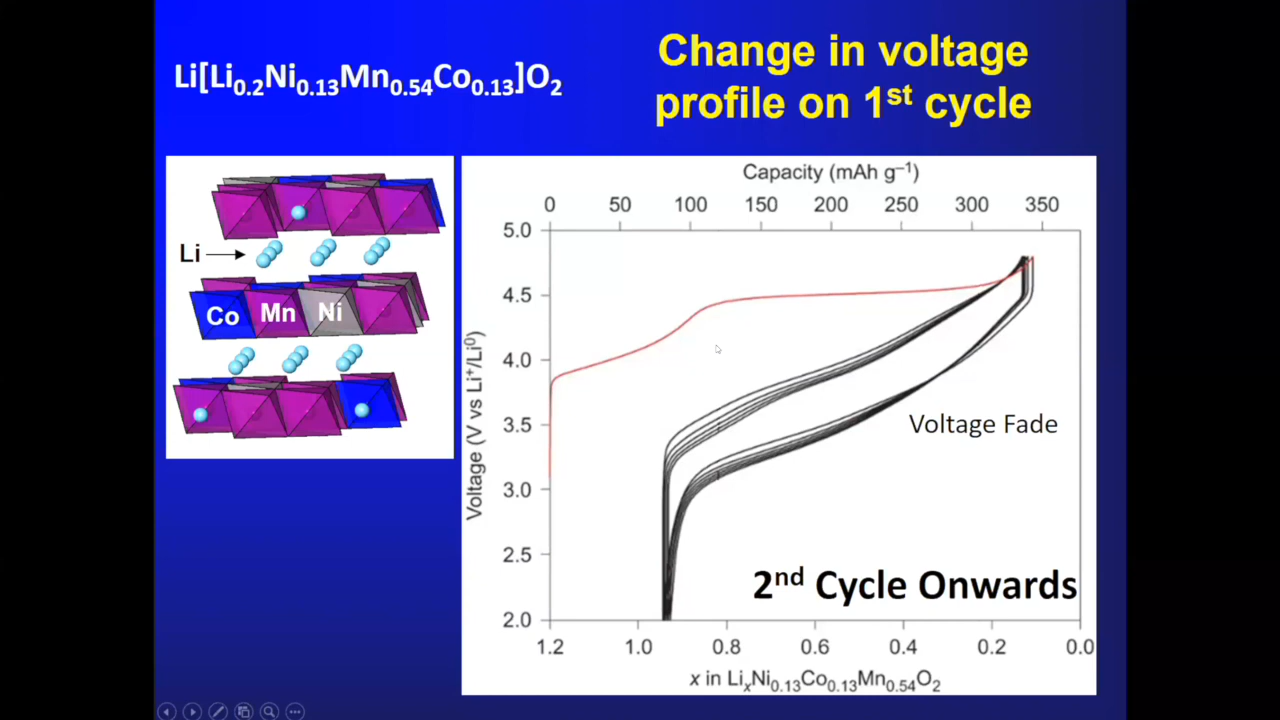 Li[Li0.2Ni0.13Mn0.54Co0.13]O2
Change in voltage
profile on 1st cycle
Li
Co Mn Ni
Capacity (mAh g–1)
0 50 100 150 200 250 300 350
5.0
4.5
4.0
3.5
3.0
2.5
2.0
Voltage (V vs Li+/Li0)
Voltage Fade
2nd Cycle Onwards
1.2 1.0 0.8 0.6 0.4 0.2 0.0
x in LixNi0.13Co0.13Mn0.54O2